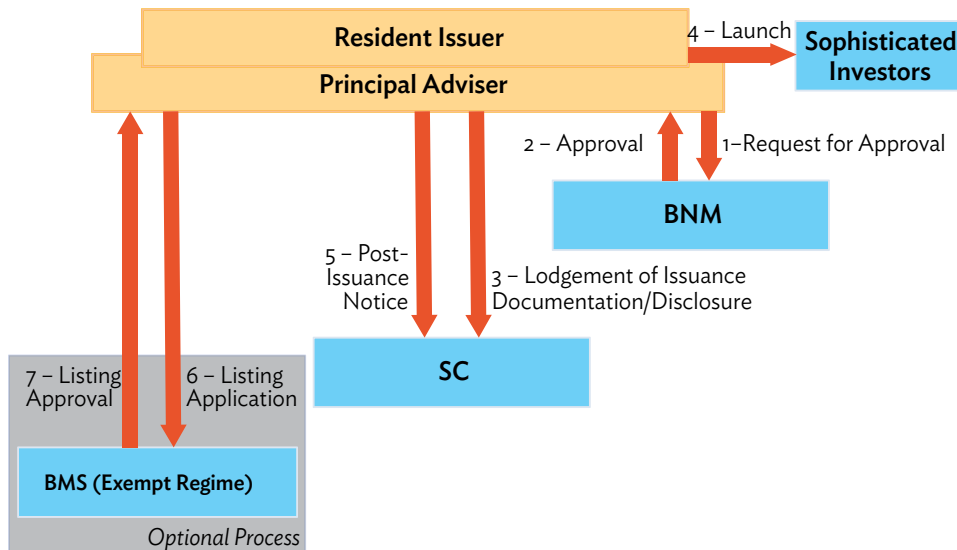 Resident Issuer
Principal Adviser
4 – Launch
Sophisticated
Investors
2 – Approval
1–Request for Approval
BNM
5 – Post-
Issuance
Notice
3 – Lodgement of Issuance
Documentation/Disclosure
SC
7 – Listing
Approval
6 – Listing
Application
BMS (Exempt Regime)
Optional Process